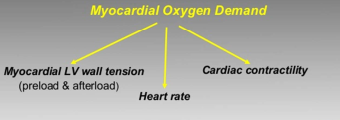 Myocardial Oxygen Demand
Myocardial LV wall tension
(preload & afterload)
Heart rate
Cardiac contractility